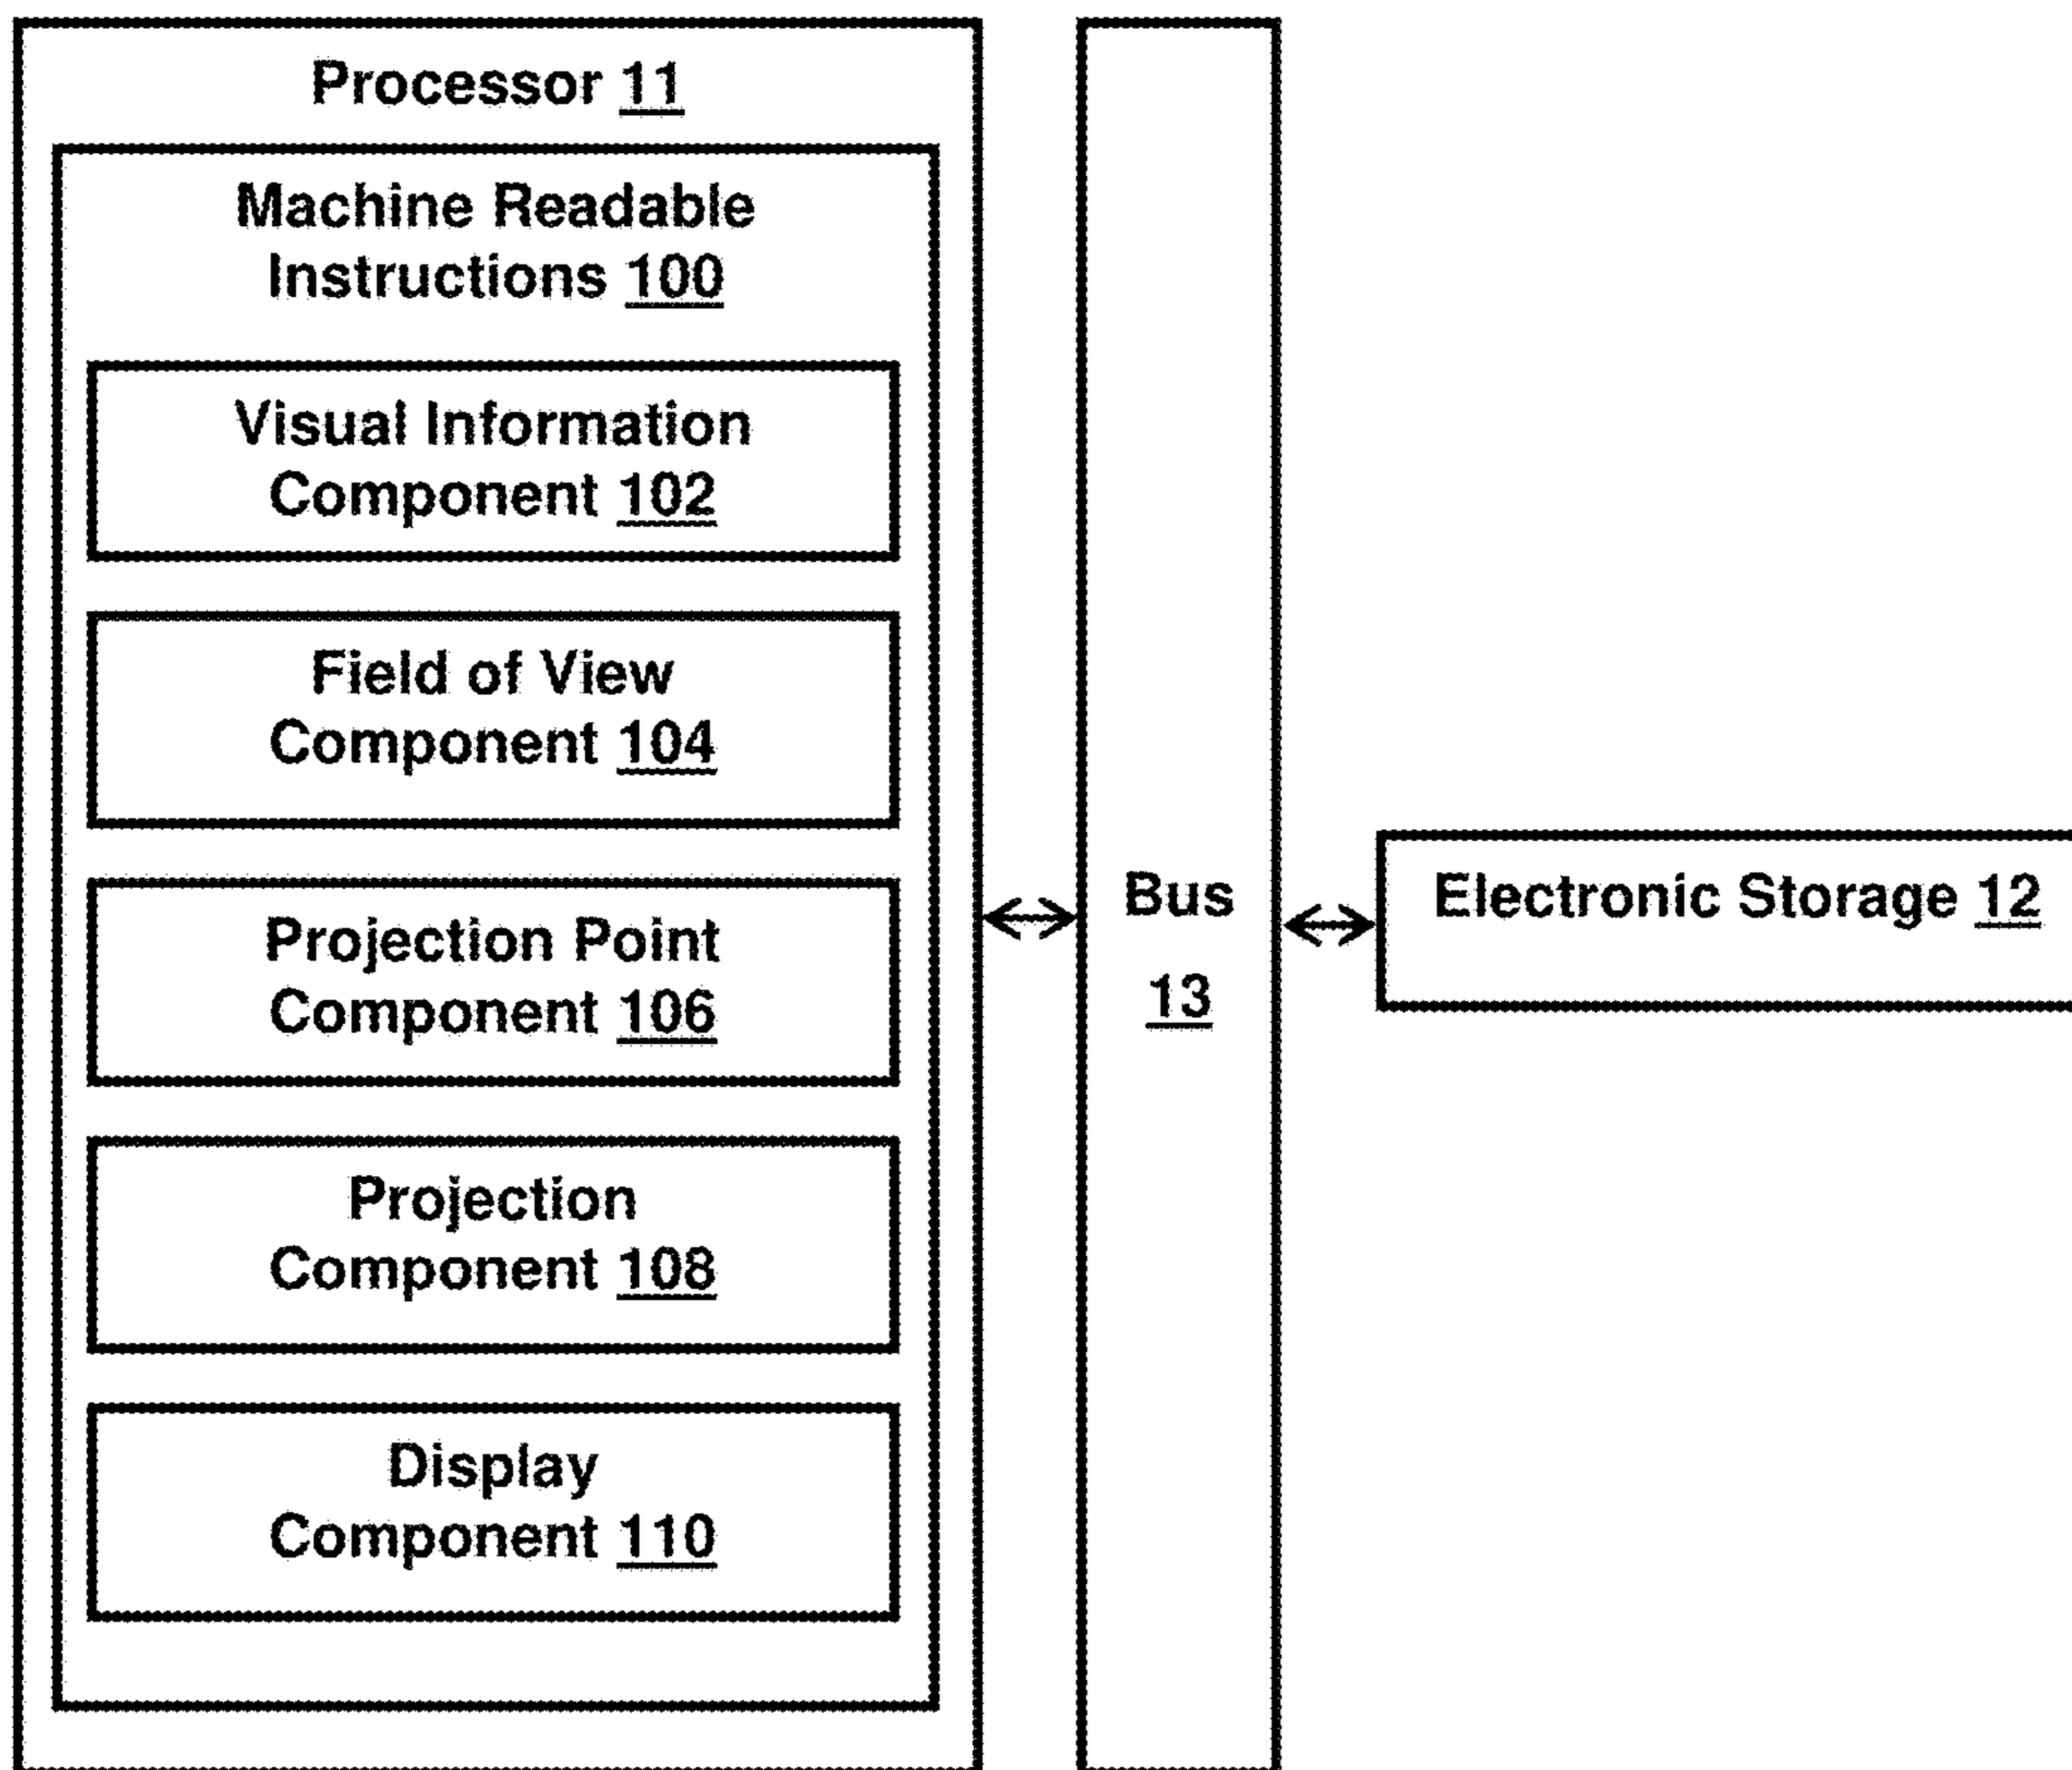 Processor 11
Machine Readable
Instructions 100
Visual Information
Component 102
Field of View
Component 104
Projection Point
Component 106
Projection
Component 108
Display
Component 110
Bus
13
Electronic Storage 12